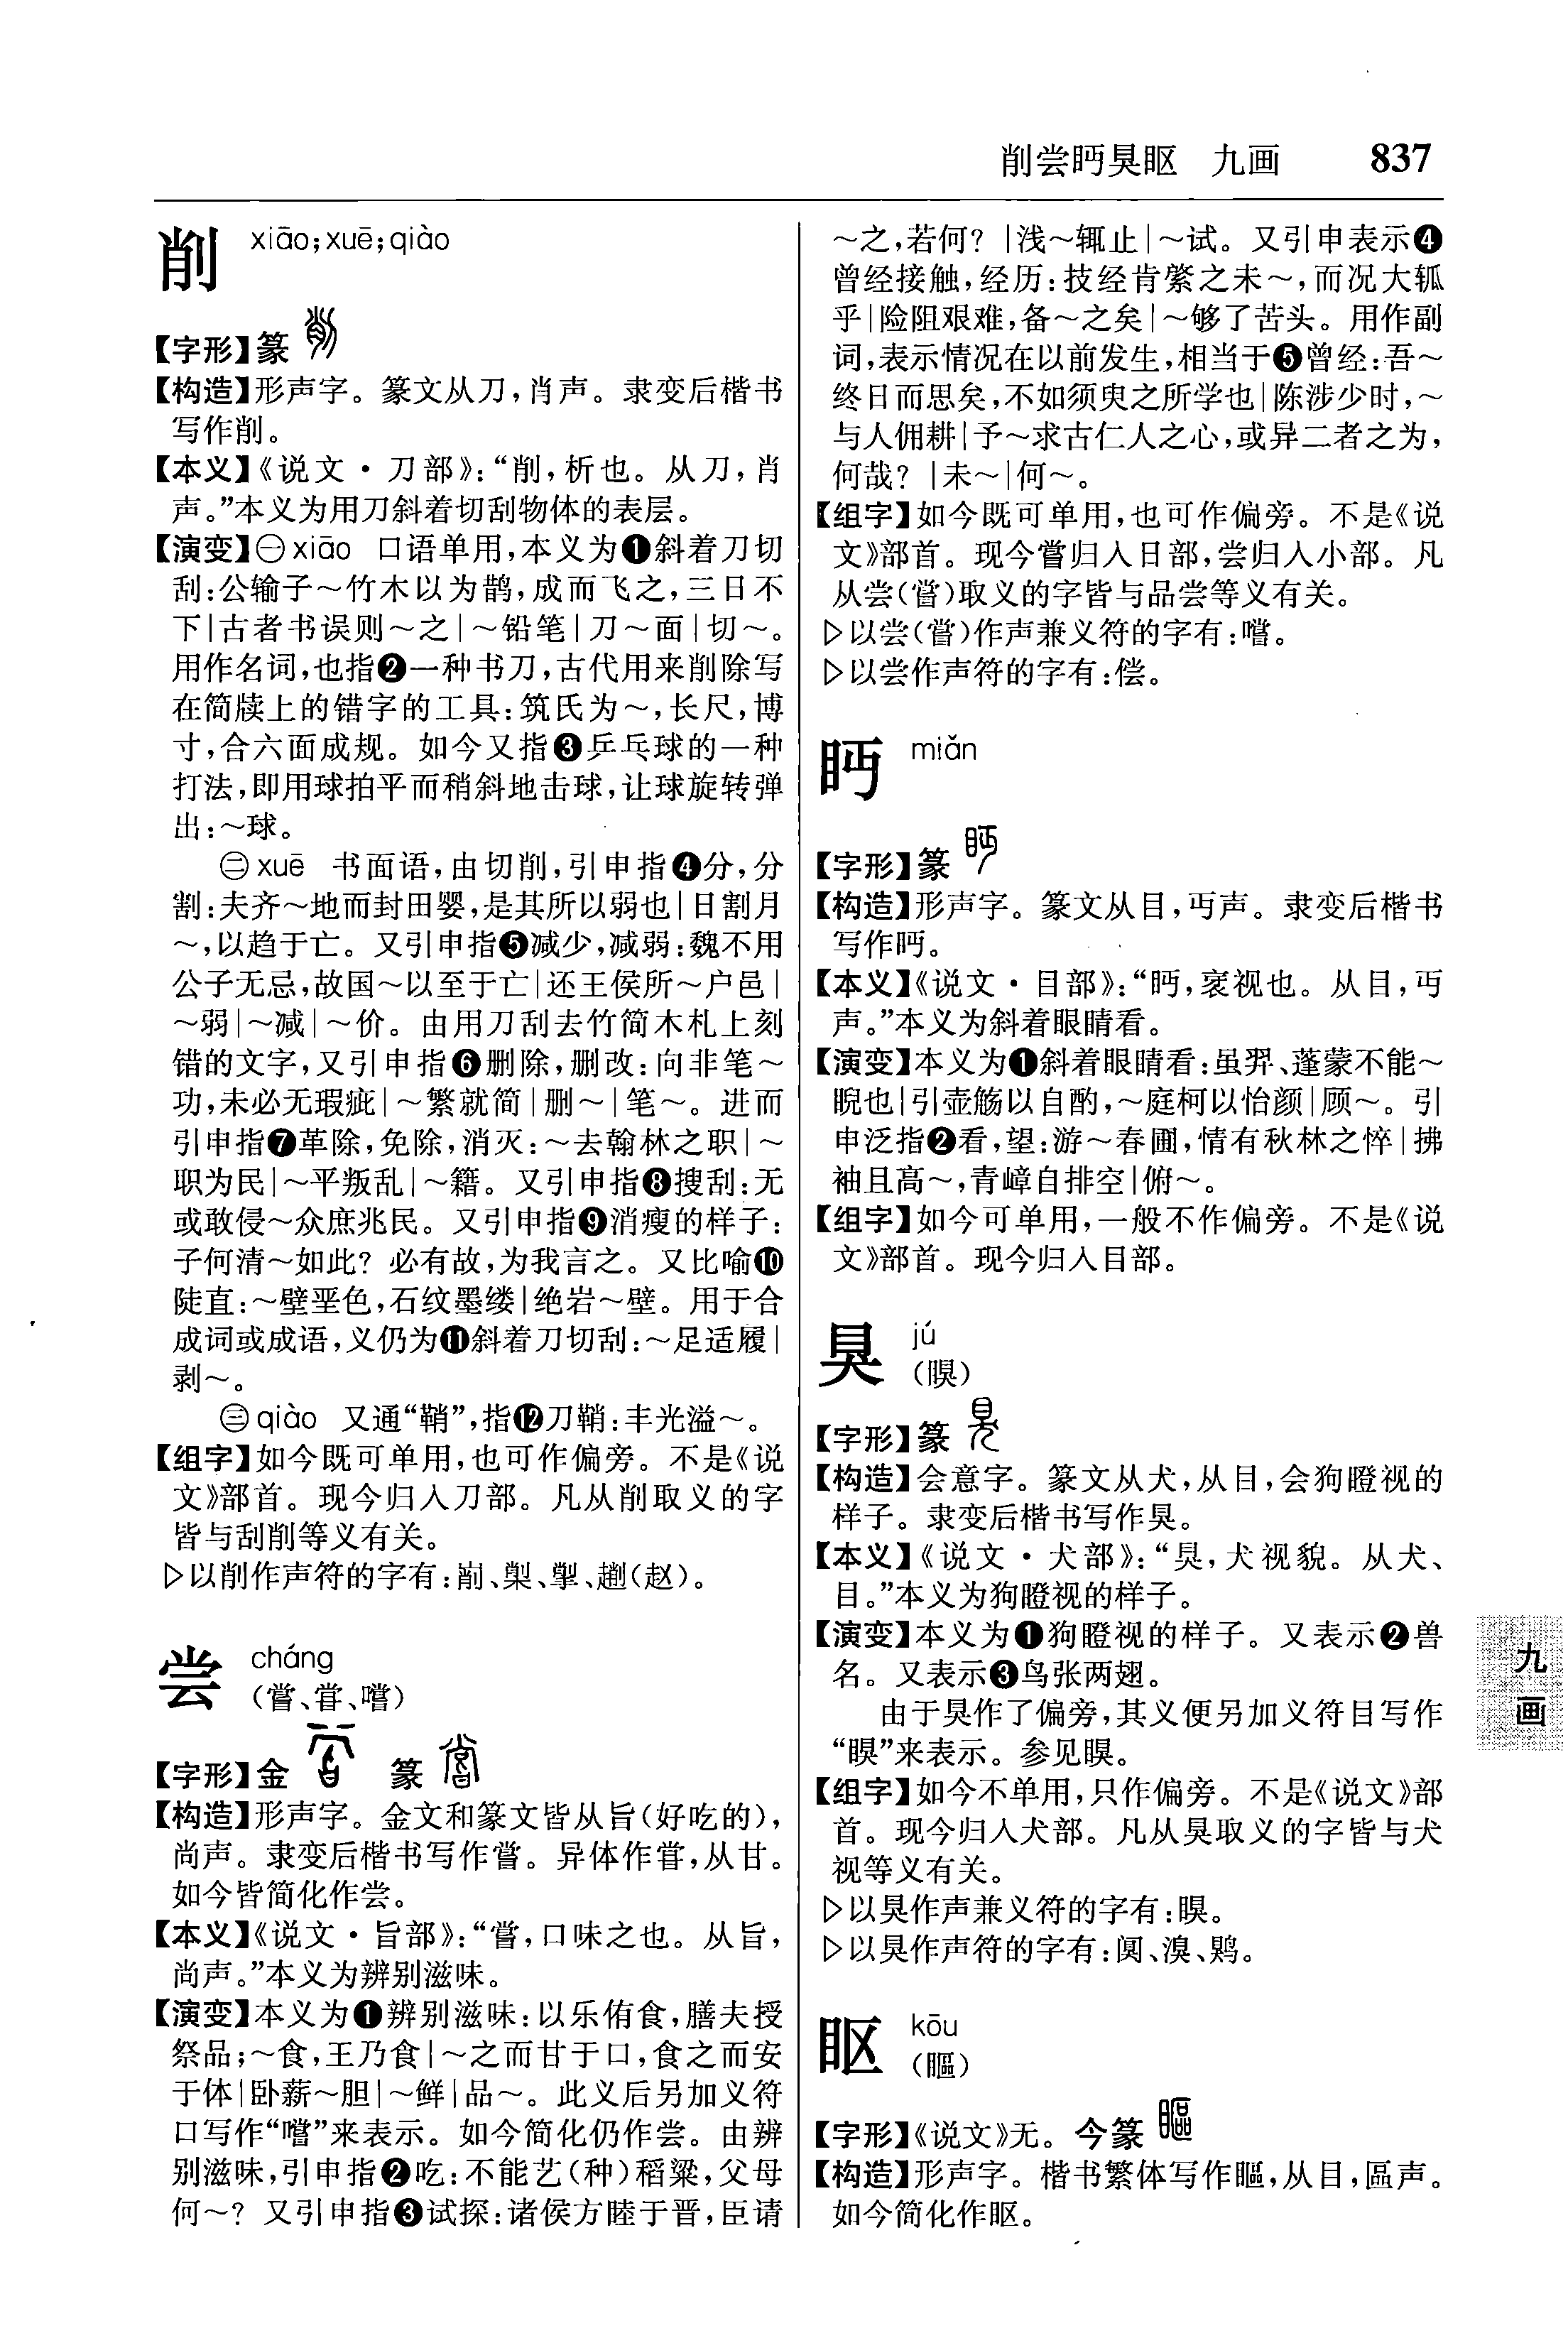 削尝眄狊眍　九画　837
削　xiāo;xuē;qiào
【字形】篆
【构造】形声字。篆文从刀,肖声。隶变后楷书
写作削。
【本义】《说文·刀部》:“削,析也。从刀,肖
声。”本义为用刀斜着切刮物体的表层。
【演变】㊀xiāo　口语单用,本义为❶斜着刀切
刮:公输子～竹木以为鹊,成而飞之,三日不
下|古者书误则～之|～铅笔|刀～面|切～。
用作名词,也指❷一种书刀,古代用来削除写
在简牍上的错字的工具:筑氏为～,长尺,博
寸,合六面成规。如今又指❸乒乓球的一种
打法,即用球拍平而稍斜地击球,让球旋转弹
出:～球。
㊁xuē　书面语,由切削,引申指❹分,分
割:夫齐～地而封田婴,是其所以弱也|日割月
～,以趋于亡。又引申指❺减少,减弱:魏不用
公子无忌,故国～以至于亡|还王侯所～户邑|
～弱|～减|～价。由用刀刮去竹简木札上刻
错的文字,又引申指❻删除,删改:向非笔～
功,未必无瑕疵|～繁就简|删～|笔～。进而
引申指❼革除,免除,消灭:～去翰林之职|～
职为民|～平叛乱|～籍。又引申指❽搜刮:无
或敢侵～众庶兆民。又引申指❾消瘦的样子:
子何清～如此?必有故,为我言之。又比喻❿
陡直:～壁垩色,石纹墨缕|绝岩～壁。用于合
成词或成语,义仍为⓫斜着刀切刮:～足适履|
剥～。
㊂qiào　又通“鞘”,指⓬刀鞘:丰光溢～。
【组字】如今既可单用,也可作偏旁。不是《说
文》部首。现今归入刀部。凡从削取义的字
皆与刮削等义有关。
▷以削作声符的字有:
尝　cháng
(嘗、甞、嚐)
【字形】金　篆
【构造】形声字。金文和篆文皆从旨(好吃的),
尚声。隶变后楷书写作嘗。异体作甞,从甘。
如今皆简化作尝。
【本义】《说文·旨部》:“嘗,口味之也。从旨,
尚声。”本义为辨别滋味。
【演变】本义为❶辨别滋味:以乐侑食,膳夫授
祭品;～食,王乃食|～之而甘于口,食之而安
于体|卧薪～胆|～鲜|品～。此义后另加义符
口写作“嚐”来表示。如今简化仍作尝。由辨
别滋味,引申指❷吃:不能艺(种)稻粱,父母
何～?又引申指❸试探:诸侯方睦于晋,臣请
～之,若何?|浅～辄止|～试。又引申表示❹
曾经接触,经历:技经肯綮之未～,而况大轱
乎|险阻艰难,备～之矣|～够了苦头。用作副
词,表示情况在以前发生,相当于❺曾经:吾～
终日而思矣,不如须臾之所学也|陈涉少时,～
与人佣耕|予～求古仁人之心,或异二者之为,
何哉?|未～|何～。
【组字】如今既可单用,也可作偏旁。不是《说
文》部首。现今嘗归入日部,尝归入小部。凡
从尝(嘗)取义的字皆与品尝等义有关。
▷以尝(嘗)作声兼义符的字有:嚐。
▷以尝作声符的字有:偿。
眄　miǎn
【字形】篆
【构造】形声字。篆文从目,丏声。隶变后楷书
写作眄。
【本义】《说文·目部》:“眄,衺视也。从目,丏
声。”本义为斜着眼睛看。
【演变】本义为❶斜着眼睛看:虽羿、蓬蒙不能～
睨也|引壶觞以自酌,～庭柯以怡颜|顾～。引
申泛指❷看,望:游～春圃,情有秋林之悴|拂
袖且高～,青嶂自排空|俯～。
【组字】如今可单用,一般不作偏旁。不是《说
文》部首。现今归入目部。
狊　jú
(瞁)
【字形】篆
【构造】会意字。篆文从犬,从目,会狗瞪视的
样子。隶变后楷书写作狊。
【本义】《说文·犬部》:“狊,犬视貌。从犬、
目。”本义为狗瞪视的样子。
【演变】本义为❶狗瞪视的样子。又表示❷兽
名。又表示❸鸟张两翅。
由于狊作了偏旁,其义便另加义符目写作
“瞁”来表示。参见瞁。
【组字】如今不单用,只作偏旁。不是《说文》部
首。现今归入犬部。凡从狊取义的字皆与犬
视等义有关。
▷以狊作声兼义符的字有:瞁。
▷以狊作声符的字有:阒、湨、鶪。
眍　kōu
(瞘)
【字形】《说文》无。今篆
【构造】形声字。楷书繁体写作瞘,从目,區声。
如今简化作眍。
九
画